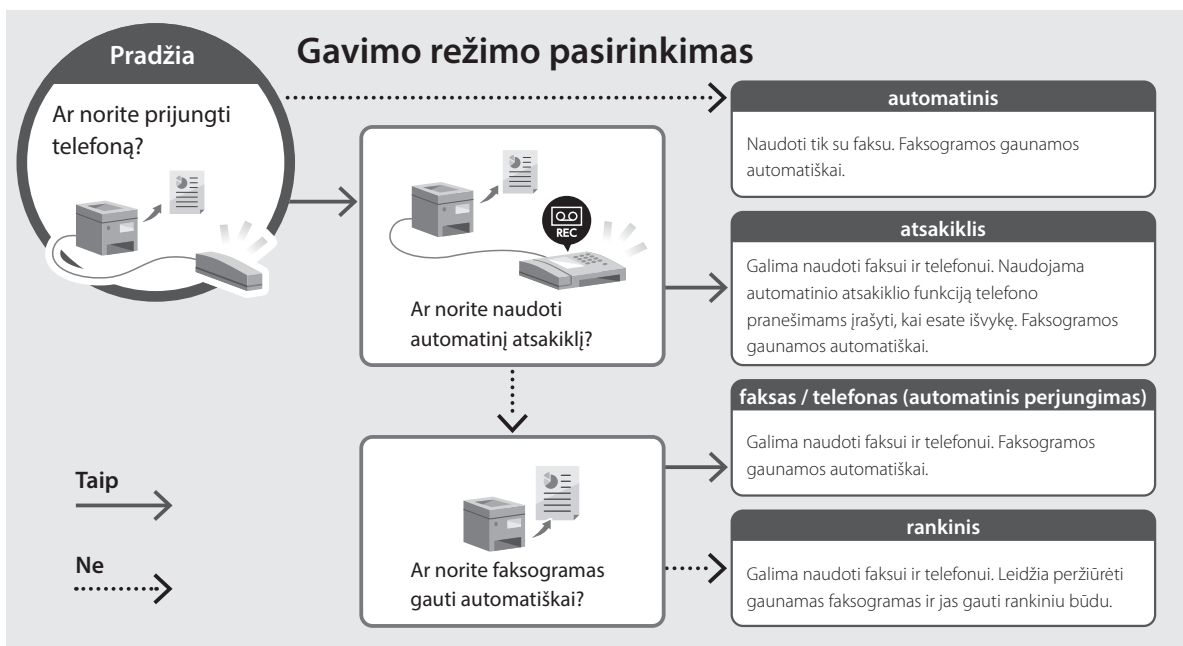 Gavimo režimo pasirinkimas
Pradžia
Ar norite prijungti
telefoną?
REC
Ar norite naudoti
automatinį atsakiklį?
Ar norite faksogramas
gauti automatiškai?
automatinis
Naudoti tik su faksu. Faksogramos gaunamos
automatiškai.
atsakiklis
Galima naudoti faksui ir telefonui. Naudojama
automatinio atsakiklio funkciją telefono
pranešimams įrašyti, kai esate išvykę. Faksogramos
gaunamos automatiškai.
faksas / telefonas (automatinis perjungimas)
Galima naudoti faksui ir telefonui. Faksogramos
gaunamos automatiškai.
rankinis
Galima naudoti faksui ir telefonui. Leidžia peržiūrėti
gaunamas faksogramas ir jas gauti rankiniu būdu.
Taip
Ne